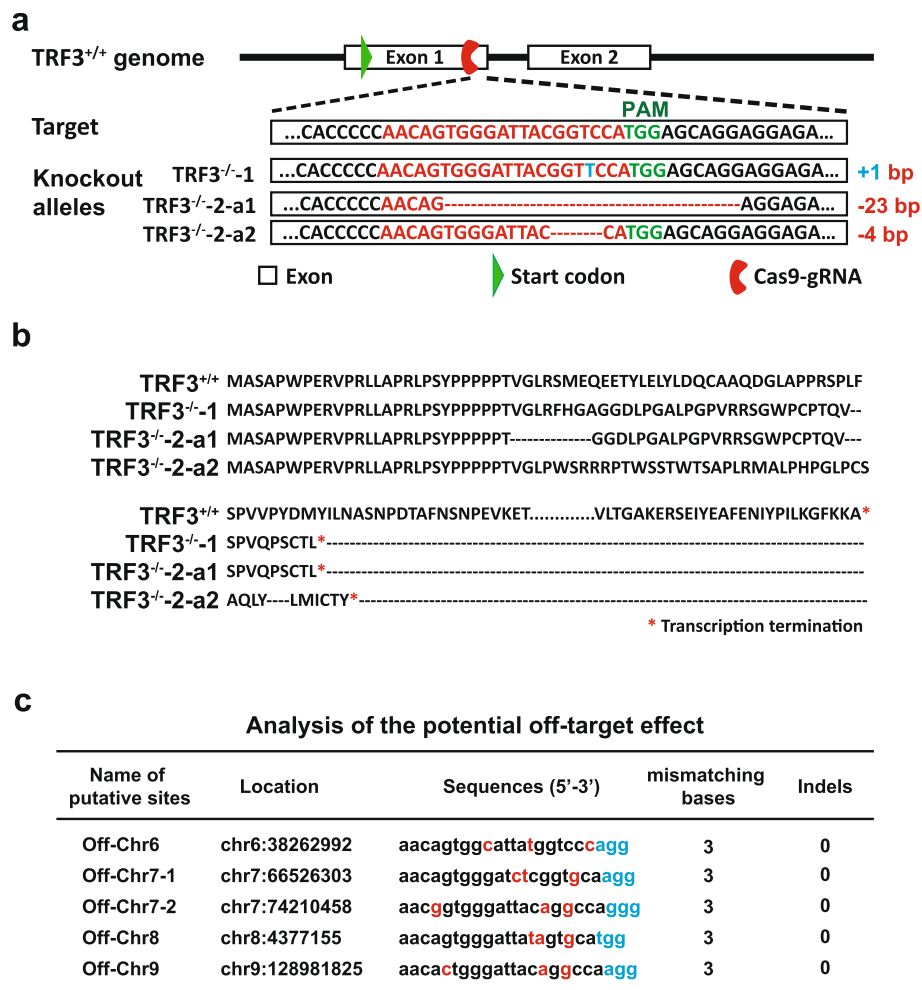 a
TRF3+/+ genome
Exon 1
Exon 2
PAM
Target
...CACCCCCAACAGTGGGATTACGGTCCATGGAGCAGGAGGAGA...
Knockout alleles
TRF3-/--1 ...CACCCCCAACAGTGGGATTACGGTTCCATGGAGCAGGAGGAGA... +1 bp
TRF3-/--2-a1 ...CACCCCCAACAG-----------------------------------AGGAGA... -23 bp
TRF3-/--2-a2 ...CACCCCCAACAGTGGGATTAC--------CATGGAGCAGGAGGAGA... -4 bp
Exon
Start codon
Cas9-gRNA
b
TRF3+/+ MASAPWPERVPRLLAPRLPSYPPPPPTVGLRSMEQEETYLELYLDQCAAQDGLAPPRSPLF
TRF3-/--1 MASAPWPERVPRLLAPRLPSYPPPPPTVGLRFHGAGGDLPGALPGPVRRSGWPCPTQV--
TRF3-/--2-a1 MASAPWPERVPRLLAPRLPSYPPPPPT--------------GGDLPGALPGPVRRSGWPCPTQV---
TRF3-/--2-a2 MASAPWPERVPRLLAPRLPSYPPPPPTVGLPWSRRRPTWSSTWTSAPLRMALPHPGLPCS
TRF3+/+ SPVVPYDMYILNASNPDTAFNSNPEVKET.............VLTGAKERSEIYEAFENIYPILKGFKKA*
TRF3-/--1 SPVQPSCTL*--------------------------------------------------------------------------------
TRF3-/--2-a1 SPVQPSCTL*--------------------------------------------------------------------------------
TRF3-/--2-a2 AQLY----LMICTY*----------------------------------------------------------------------------
* Transcription termination
c
Analysis of the potential off-target effect
Name of putative sites Location Sequences (5'-3') mismatching bases Indels
Off-Chr6 chr6:38262992 aacagtggcattatggtcccagg 3 0
Off-Chr7-1 chr7:66526303 aacagtgggatctcggtgcaagg 3 0
Off-Chr7-2 chr7:74210458 aacggtgggattacaggccaggg 3 0
Off-Chr8 chr8:4377155 aacagtgggattatagtgcatgg 3 0
Off-Chr9 chr9:128981825 aacactgggattacaggccaagg 3 0